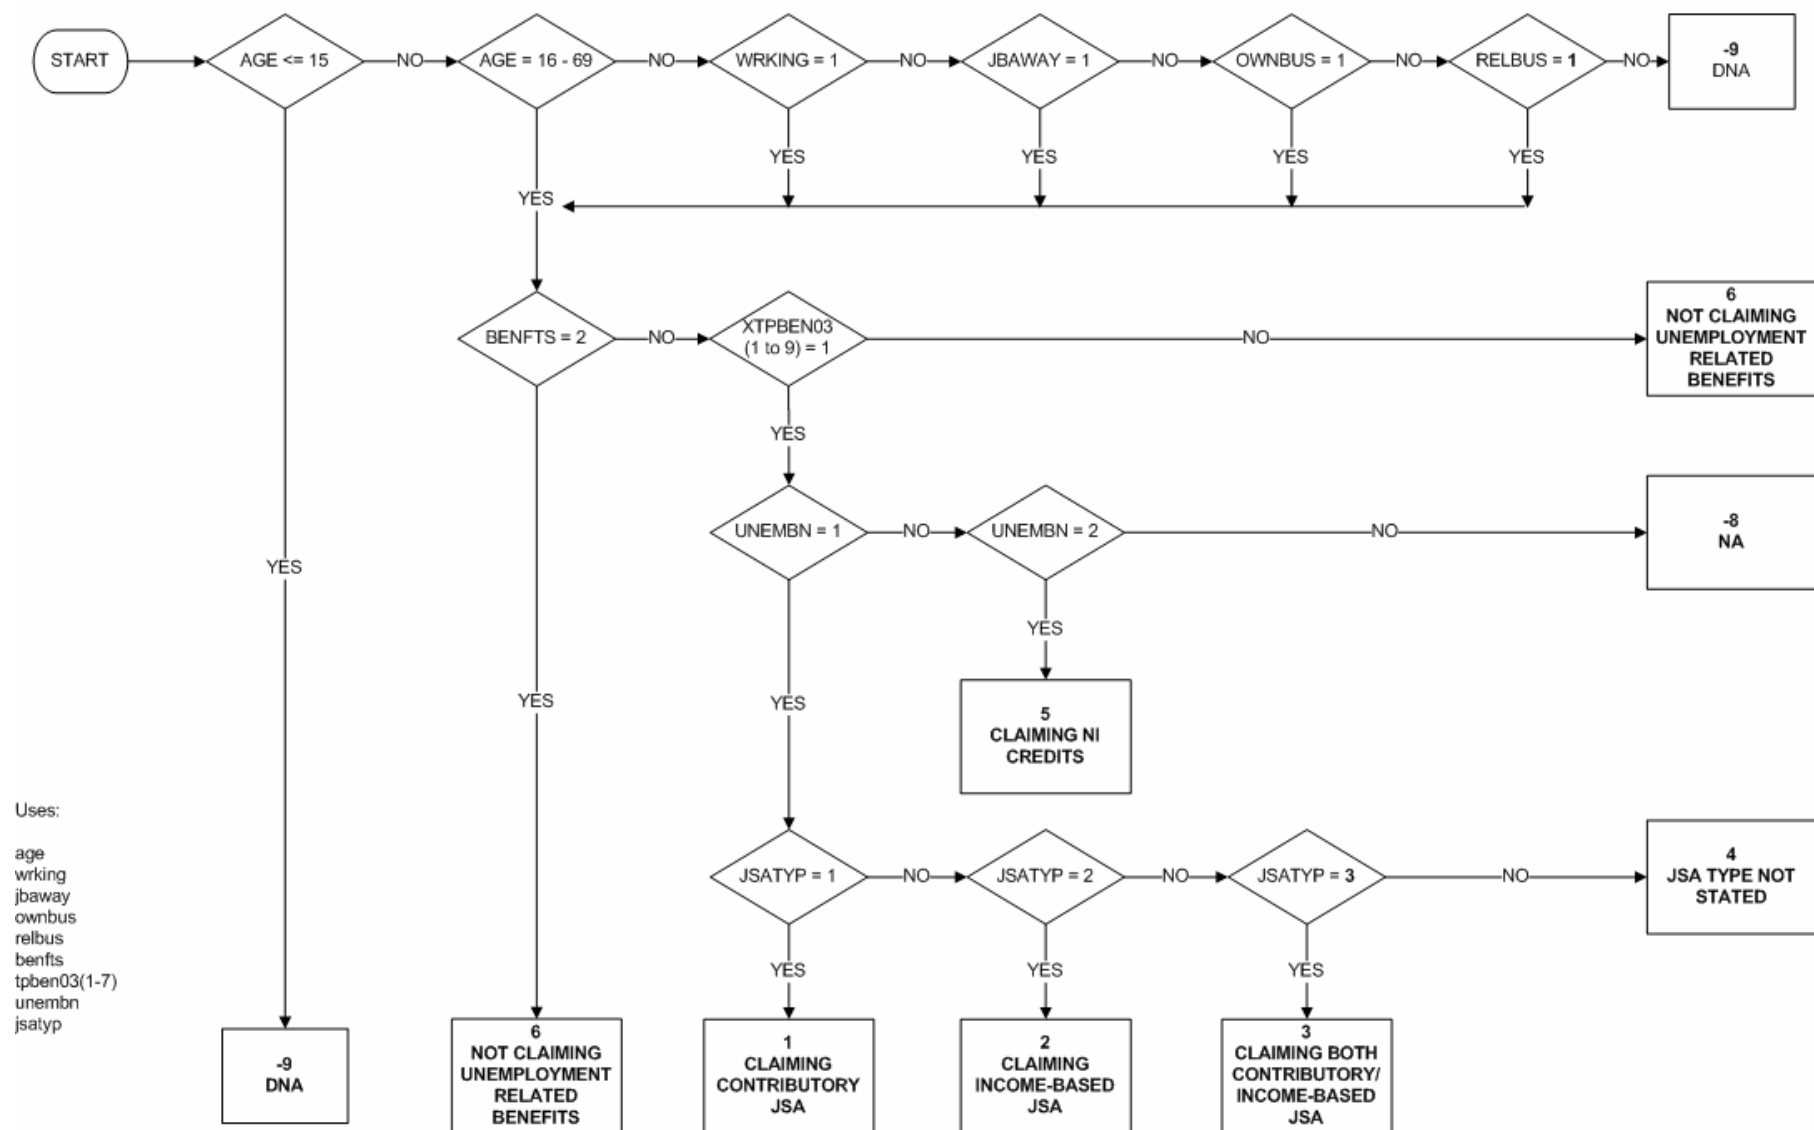 START
AGE <= 15
NO
AGE = 16 - 69
NO
WRKING = 1
NO
JBAWAY = 1
NO
OWNBUS = 1
NO
RELBUS = 1
NO
-9
DNA
YES
YES
YES
YES
YES
BENFTS = 2
NO
XTPBEN03
(1 to 9) = 1
NO
6
NOT CLAIMING
UNEMPLOYMENT
RELATED
BENEFITS
YES
UNEMBN = 1
NO
UNEMBN = 2
NO
-8
NA
YES
YES
YES
YES
5
CLAIMING NI
CREDITS
Uses:
age
wrking
jbaway
ownbus
relbus
benfts
tpben03(1-7)
unembn
jsatyp
JSATYP = 1
NO
JSATYP = 2
NO
JSATYP = 3
NO
4
JSA TYPE NOT
STATED
YES
YES
YES
-9
DNA
6
NOT CLAIMING
UNEMPLOYMENT
RELATED
BENEFITS
1
CLAIMING
CONTRIBUTORY
JSA
2
CLAIMING
INCOME-BASED
JSA
3
CLAIMING BOTH
CONTRIBUTORY/
INCOME-BASED
JSA